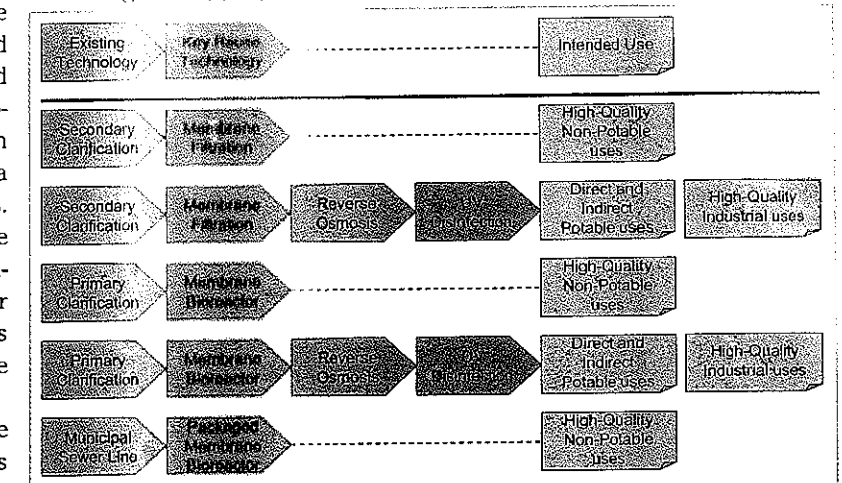 e
d
d
-
n
a
.
e
-
r
s
e
e
s
Existing
Technology
Key Reuse
Technology
Intended Use
Secondary
Clarification
Membrane
Filtration
High-Quality
Non-Potable
uses
Secondary
Clarification
Membrane
Filtration
Reverse
Osmosis
UV
Disinfection
Direct and
Indirect
Potable uses
High-Quality
Industrial uses
Primary
Clarification
Membrane
Bioreactor
High-Quality
Non-Potable
uses
Primary
Clarification
Membrane
Bioreactor
Reverse
Osmosis
UV
Disinfection
Direct and
Indirect
Potable uses
High-Quality
Industrial uses
Municipal
Sewer Line
Packaged
Membrane
Bioreactor
High-Quality
Non-Potable
uses